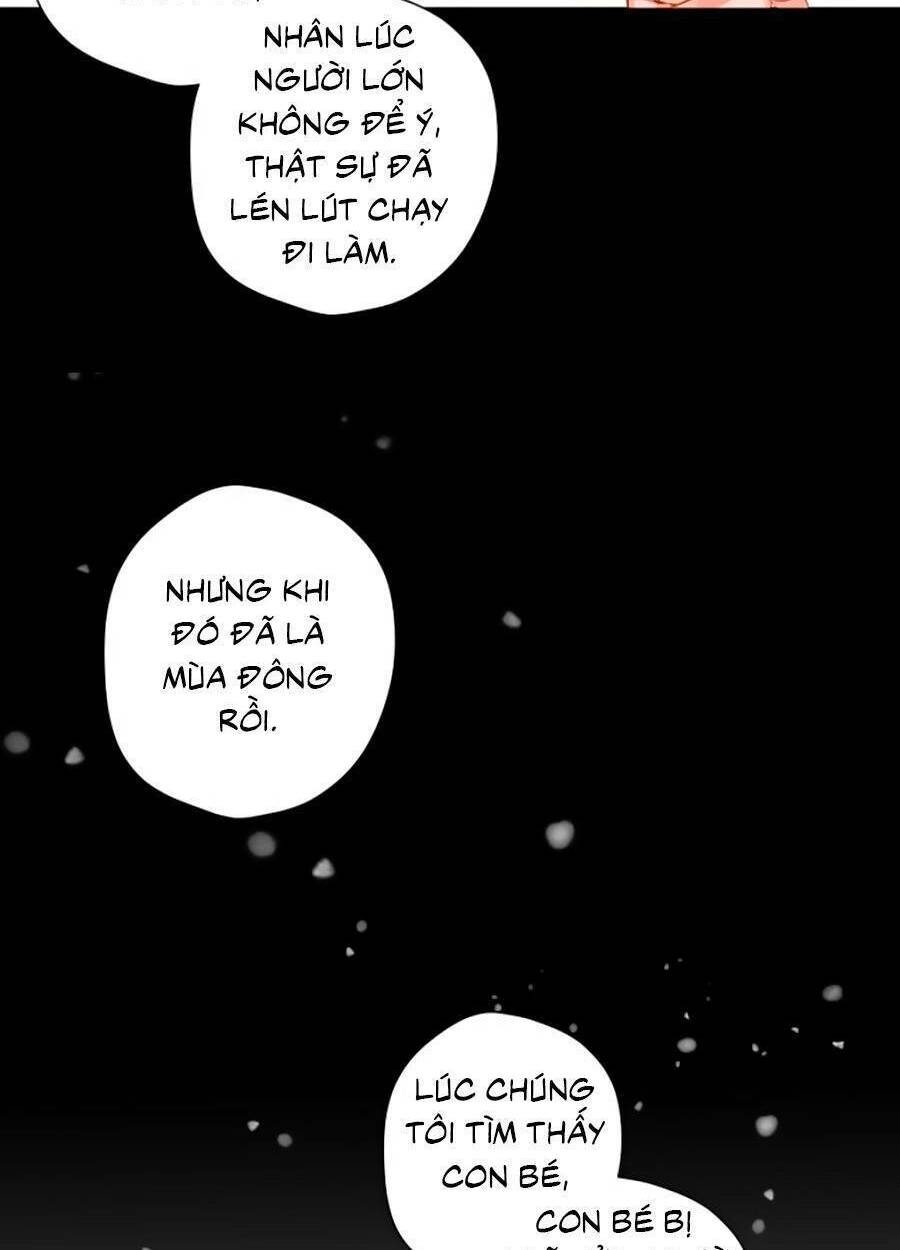 NHÂN LÚC
NGƯỜI LỚN
KHÔNG ĐỂ Ý,
THẬT SỰ ĐÃ
LÉN LÚT CHẠY
ĐI LÀM.
NHƯNG KHI
ĐÓ ĐÃ LÀ
MÙA ĐÔNG
RỒI.
LÚC CHÚNG
TÔI TÌM THẤY
CON BÉ,
CON BÉ BỊ